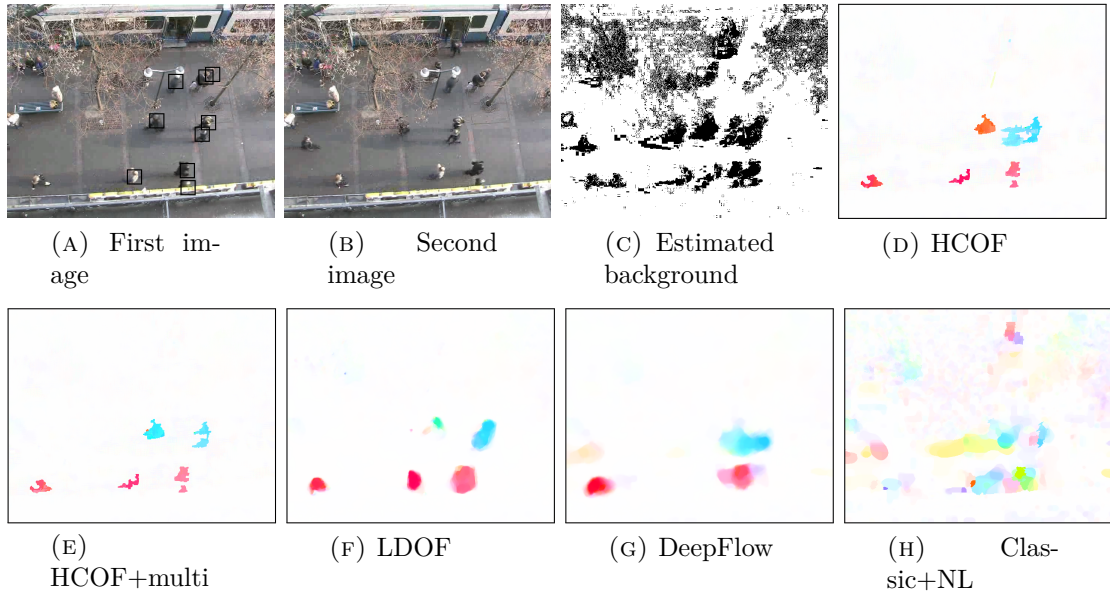 (A) First im-
age
(B) Second
image
(C) Estimated
background
(D) HCOF
(E)
HCOF+multi
(F) LDOF
(G) DeepFlow
(H) Clas-
sic+NL